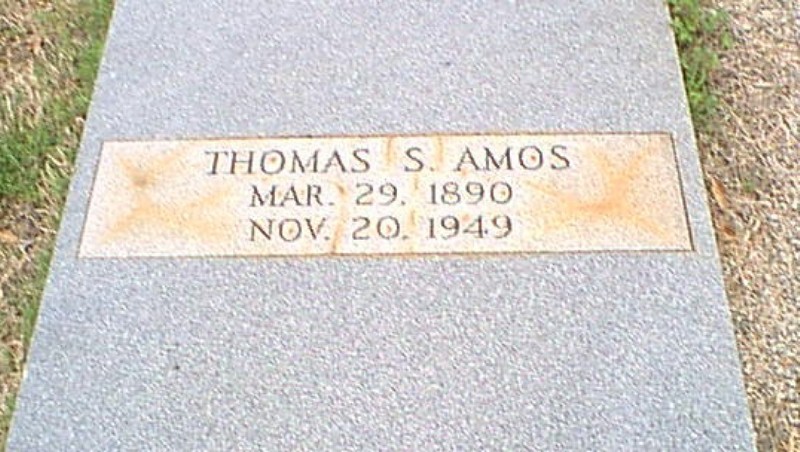 THOMAS S. AMOS
MAR. 29. 1890
NOV. 20. 1949